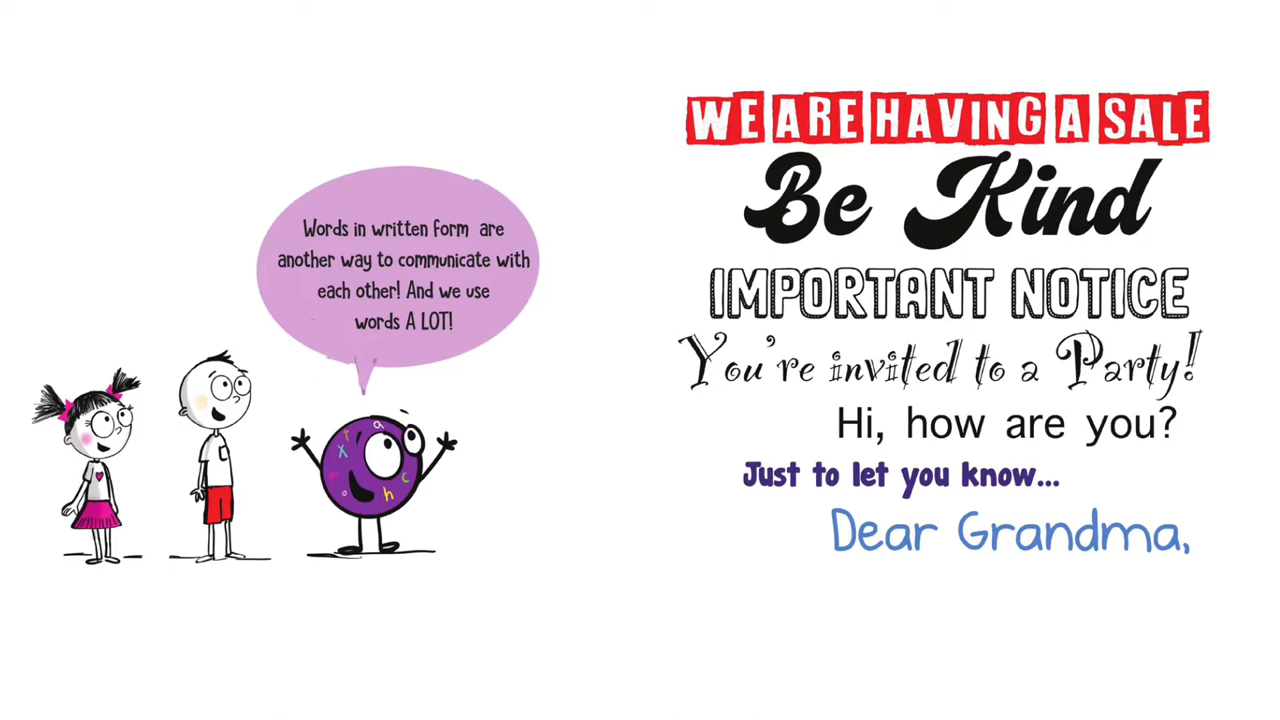 Words in written form are
another way to communicate with
each other! And we use
words A LOT!
WE ARE HAVING A SALE
Be Kind
IMPORTANT NOTICE
You're invited to a Party!
Hi, how are you?
Just to let you know...
Dear Grandma,
x t a h c o